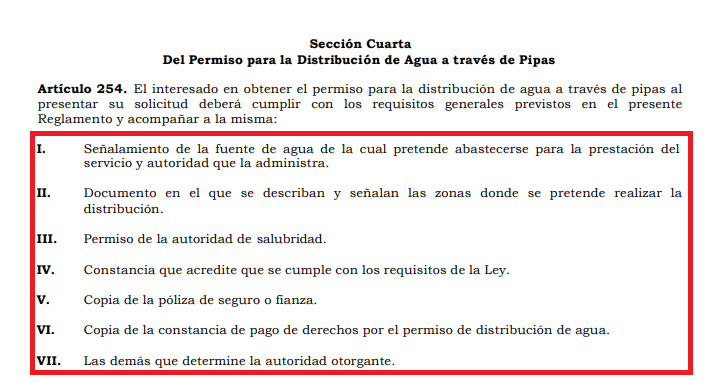 Sección Cuarta
Del Permiso para la Distribución de Agua a través de Pipas
Artículo 254. El interesado en obtener el permiso para la distribución de agua a través de pipas al
presentar su solicitud deberá cumplir con los requisitos generales previstos en el presente
Reglamento y acompañar a la misma:
I. Señalamiento de la fuente de agua de la cual pretende abastecerse para la prestación del
servicio y autoridad que la administra.
II. Documento en el que se describan y señalan las zonas donde se pretende realizar la
distribución.
III. Permiso de la autoridad de salubridad.
IV. Constancia que acredite que se cumple con los requisitos de la Ley.
V. Copia de la póliza de seguro o fianza.
VI. Copia de la constancia de pago de derechos por el permiso de distribución de agua.
VII. Las demás que determine la autoridad otorgante.